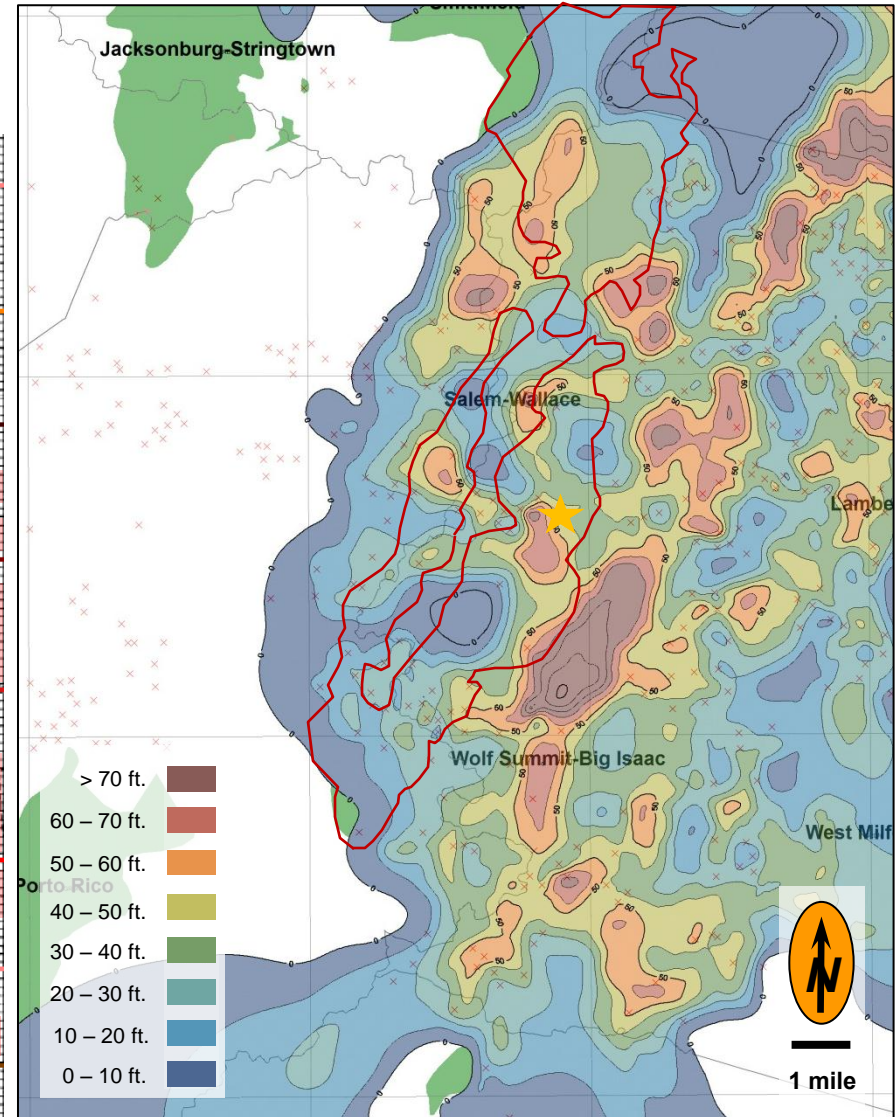 Smithfield
Jacksonburg-Stringtown
Salem-Wallace
Wolf Summit-Big Isaac
West Milf
Porto Rico
> 70 ft.
60 – 70 ft.
50 – 60 ft.
40 – 50 ft.
30 – 40 ft.
20 – 30 ft.
10 – 20 ft.
0 – 10 ft.
N
1 mile